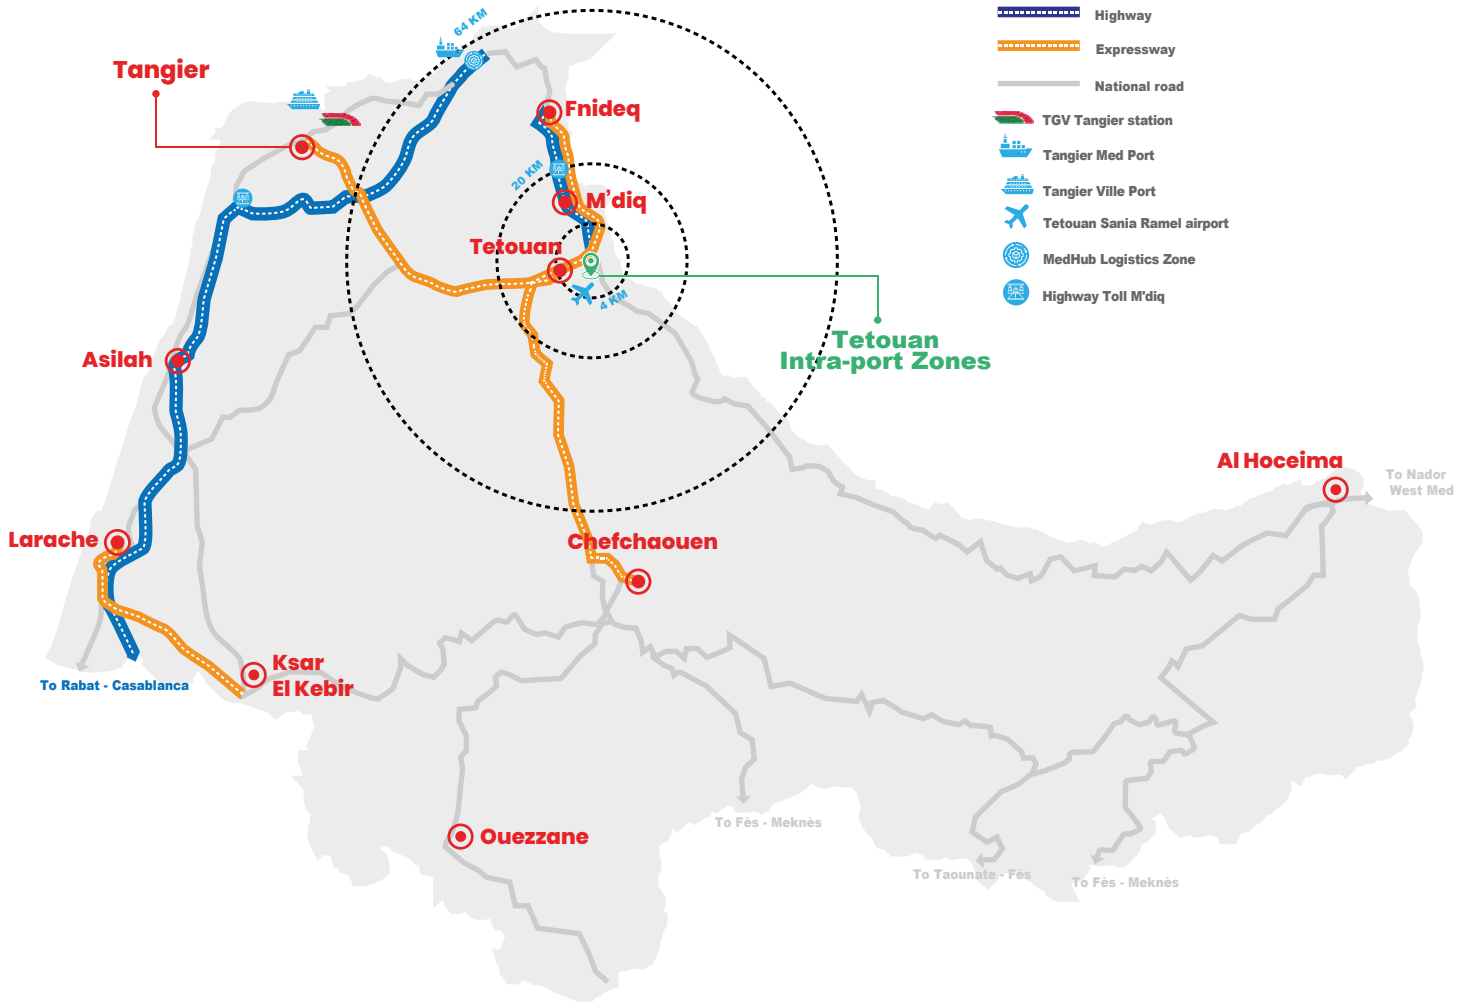 64 KM
Highway
Expressway
National road
TGV Tangier station
Tangier Med Port
Tangier Ville Port
Tetouan Sania Ramel airport
MedHub Logistics Zone
Highway Toll M'diq
Tangier
Fnideq
20 KM
M’diq
Tetouan
4 KM
Tetouan
Intra-port Zones
Asilah
Al Hoceima
To Nador
West Med
Larache
Chefchaouen
Ksar
El Kebir
To Rabat - Casablanca
Ouezzane
To Fès - Meknès
To Taounate - Fès
To Fès - Meknès